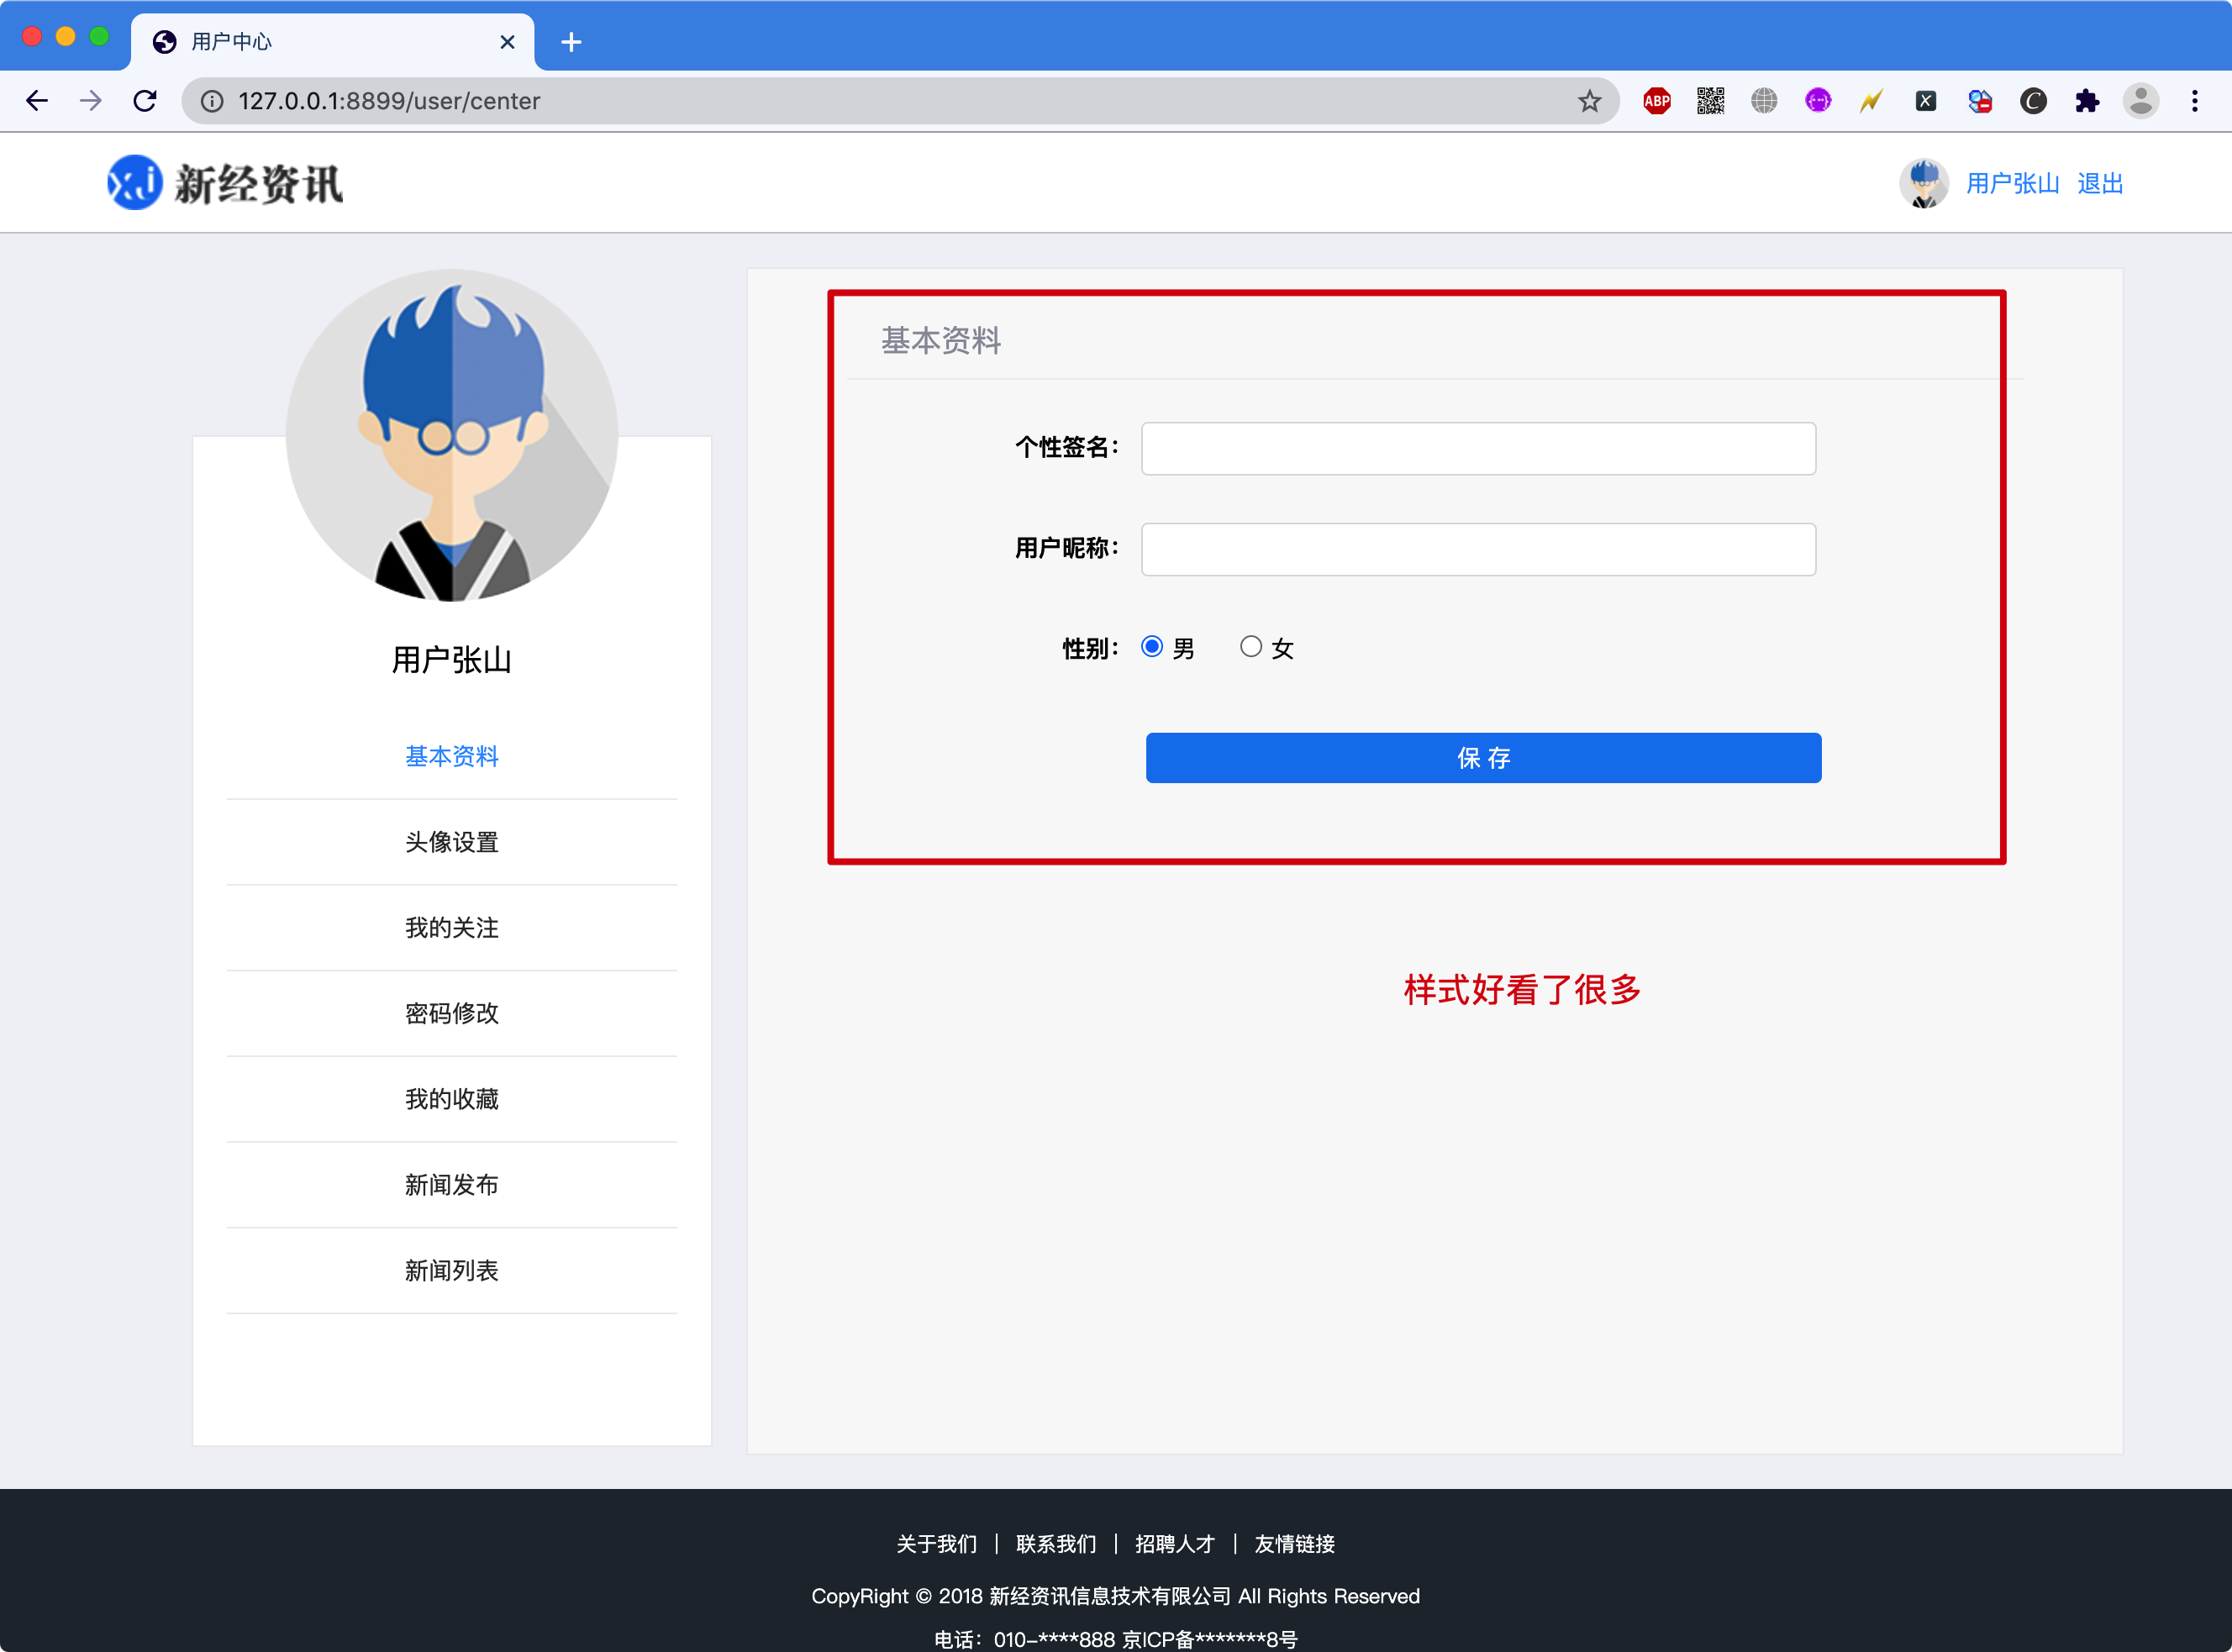 用户中心
127.0.0.1:8899/user/center
ABP
xj 新经资讯
用户张山 退出
用户张山
基本资料
头像设置
我的关注
密码修改
我的收藏
新闻发布
新闻列表
基本资料
个性签名：
用户昵称：
性别： 男 女
保 存
样式好看了很多
关于我们 | 联系我们 | 招聘人才 | 友情链接
CopyRight © 2018 新经资讯信息技术有限公司 All Rights Reserved
电话：010-****888 京ICP备*******8号